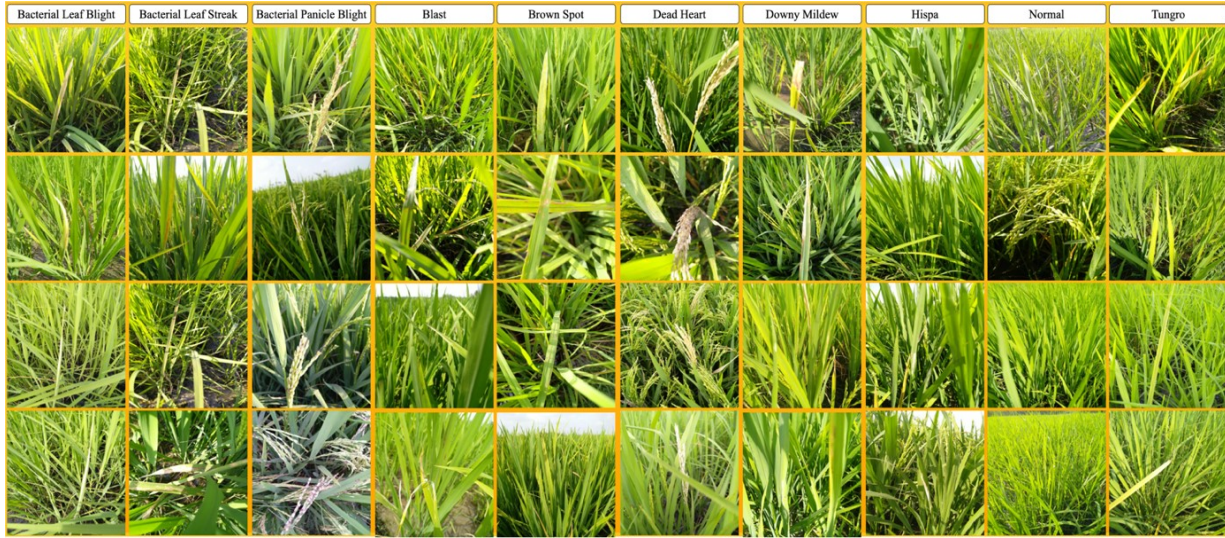 Bacterial Leaf Blight
Bacterial Leaf Streak
Bacterial Panicle Blight
Blast
Brown Spot
Dead Heart
Downy Mildew
Hispa
Normal
Tungro